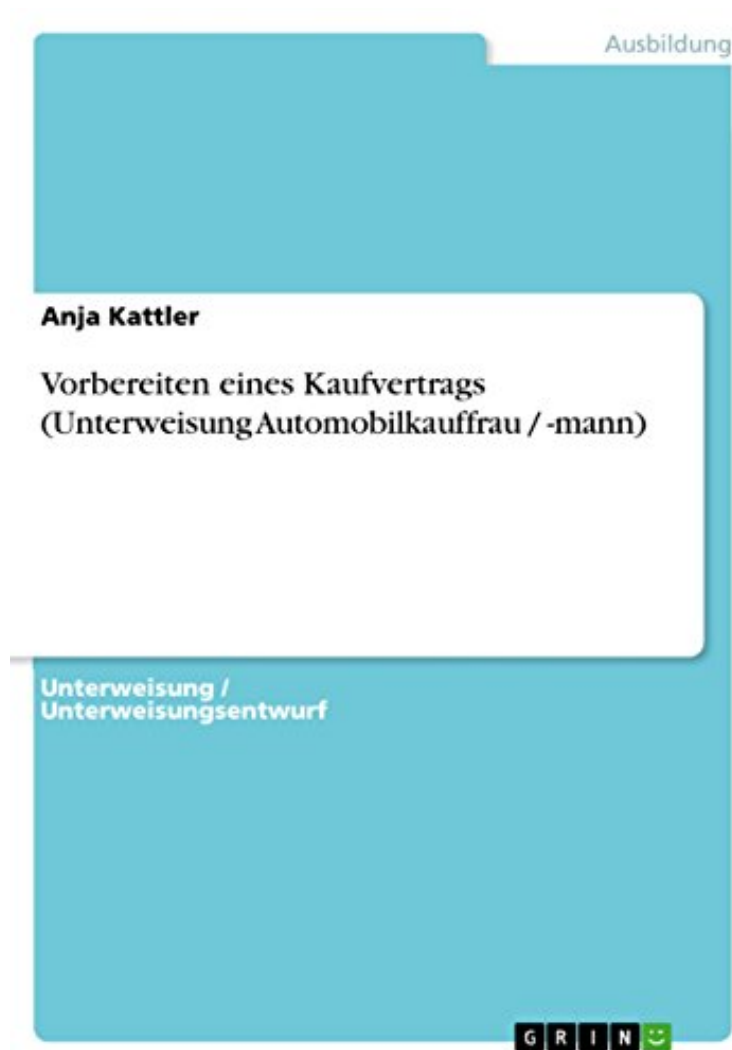 Ausbildung
Anja Kattler
Vorbereiten eines Kaufvertrags
(Unterweisung Automobilkauffrau / -mann)
Unterweisung /
Unterweisungsentwurf
GRIN